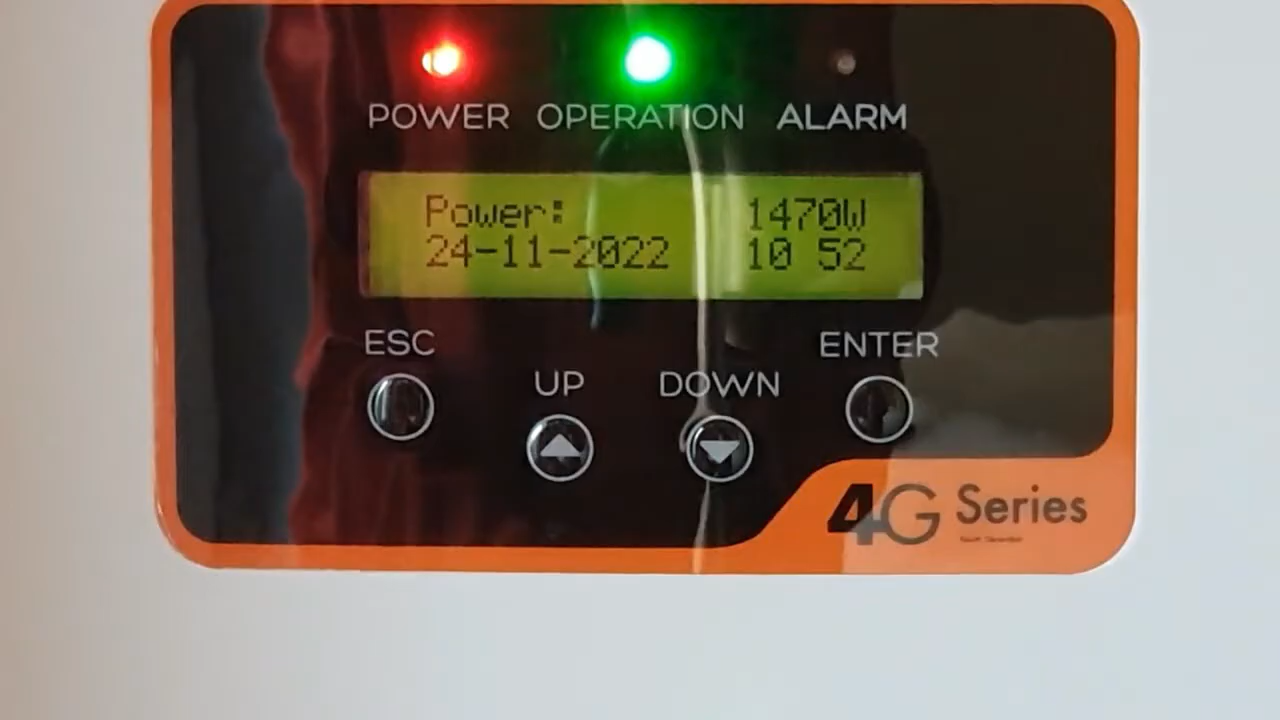 POWER OPERATION ALARM
Power: 1470W
24-11-2022 10 52
ESC ENTER
UP DOWN
4G Series